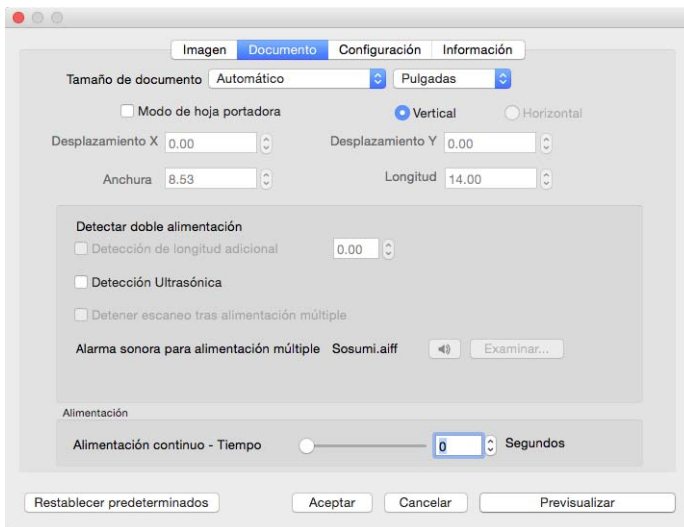 Imagen Documento Configuración Información
Tamaño de documento Automático Pulgadas
Modo de hoja portadora Vertical Horizontal
Desplazamiento X 0.00 Desplazamiento Y 0.00
Anchura 8.53 Longitud 14.00
Detectar doble alimentación
Detección de longitud adicional 0.00
Detección Ultrasónica
Detener escaneo tras alimentación múltiple
Alarma sonora para alimentación múltiple Sosumi.aiff Examinar...
Alimentación
Alimentación continuo - Tiempo 0 Segundos
Restablecer predeterminados Aceptar Cancelar Previsualizar